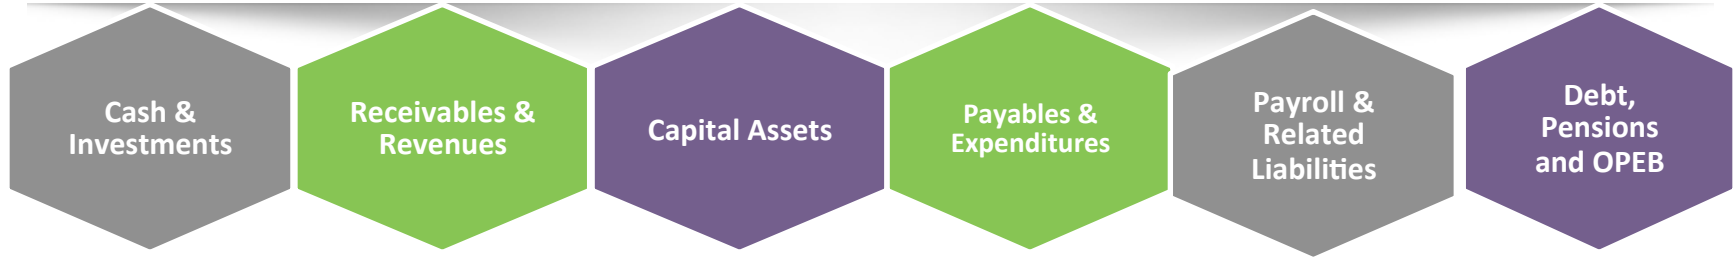 Cash &
Investments
Receivables &
Revenues
Capital Assets
Payables &
Expenditures
Payroll &
Related
Liabilities
Debt,
Pensions
and OPEB